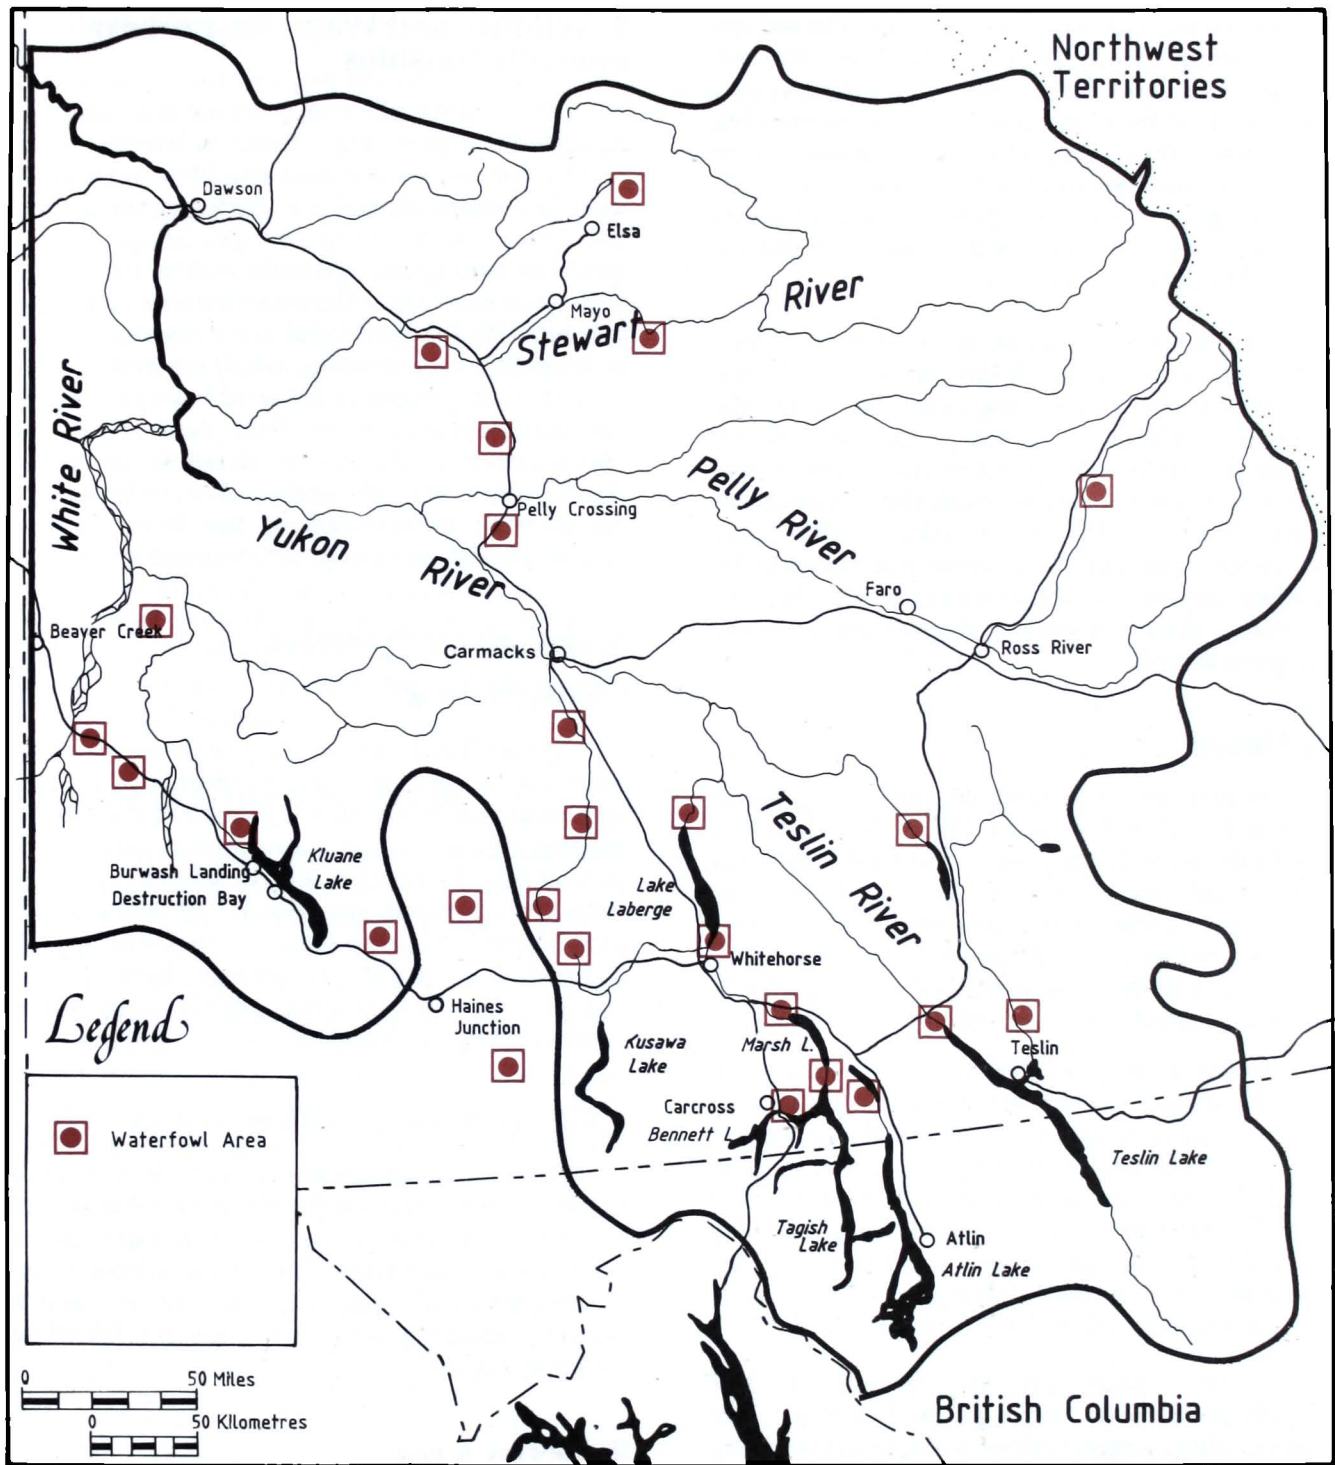 Northwest
Territories
Dawson
Elsa
Mayo
Stewart
River
White River
Pelly Crossing
Pelly River
Yukon
River
Faro
Beaver Creek
Carmacks
Ross River
Teslin River
Kluane
Lake
Burwash Landing
Destruction Bay
Lake
Laberge
Whitehorse
Haines
Junction
Legend
Kusawa
Lake
Marsh L.
Teslin
Waterfowl Area
Carcross
Bennett L.
Teslin Lake
Tagish
Lake
Atlin
Atlin Lake
0 50 Miles
0 50 Kilometres
British Columbia